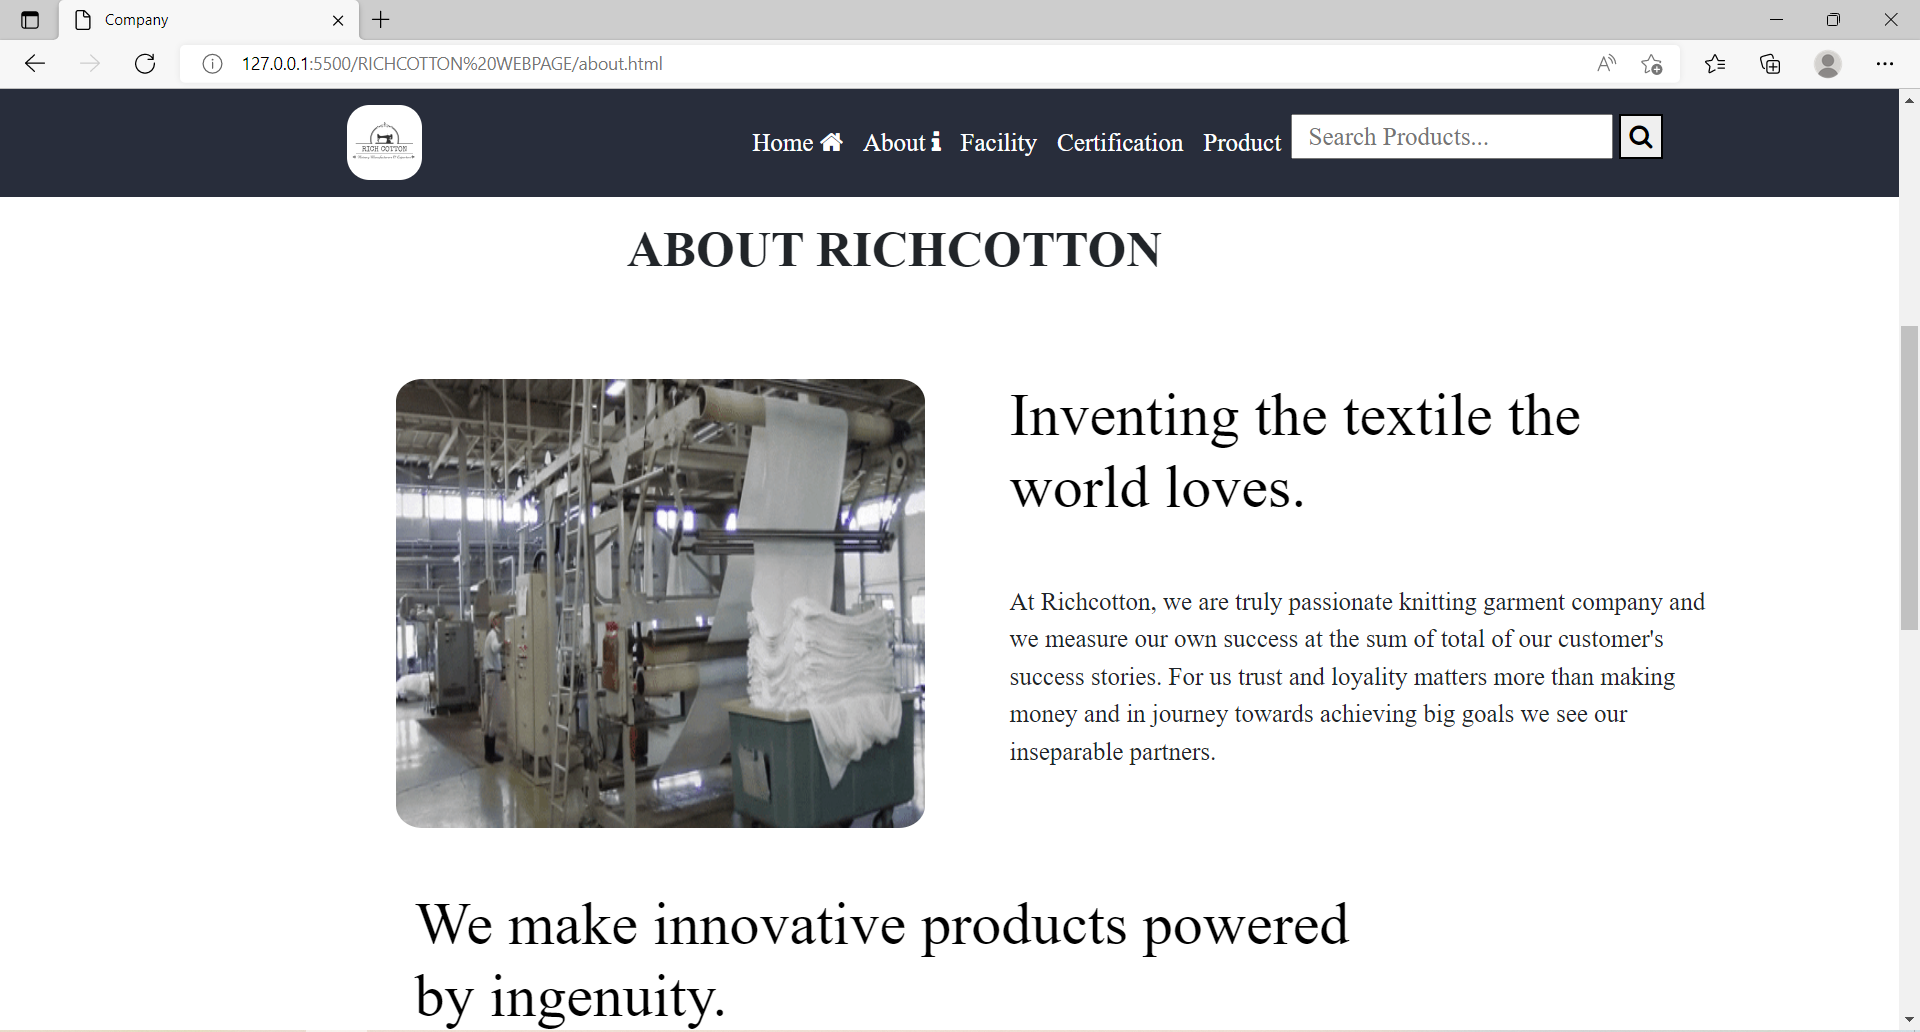 Company
127.0.0.1:5500/RICHCOTTON%20WEBPAGE/about.html
RICH COTTON
Home About Facility Certification Product Search Products...
ABOUT RICHCOTTON
Inventing the textile the
world loves.
At Richcotton, we are truly passionate knitting garment company and
we measure our own success at the sum of total of our customer's
success stories. For us trust and loyality matters more than making
money and in journey towards achieving big goals we see our
inseparable partners.
We make innovative products powered
by ingenuity.